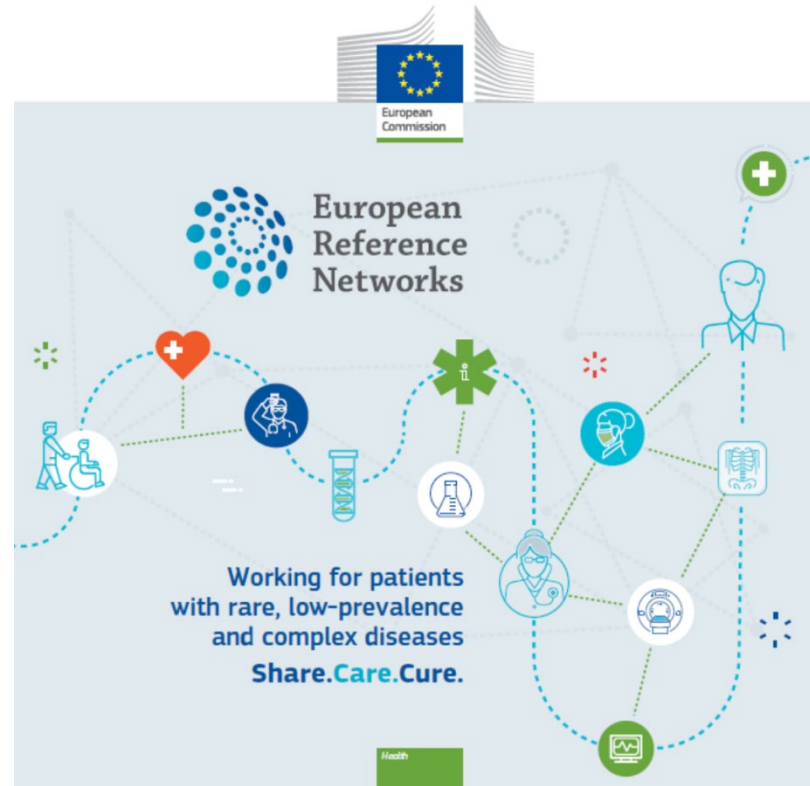 European
Commission
European
Reference
Networks
i
Working for patients
with rare, low-prevalence
and complex diseases
Share.Care.Cure.
Health